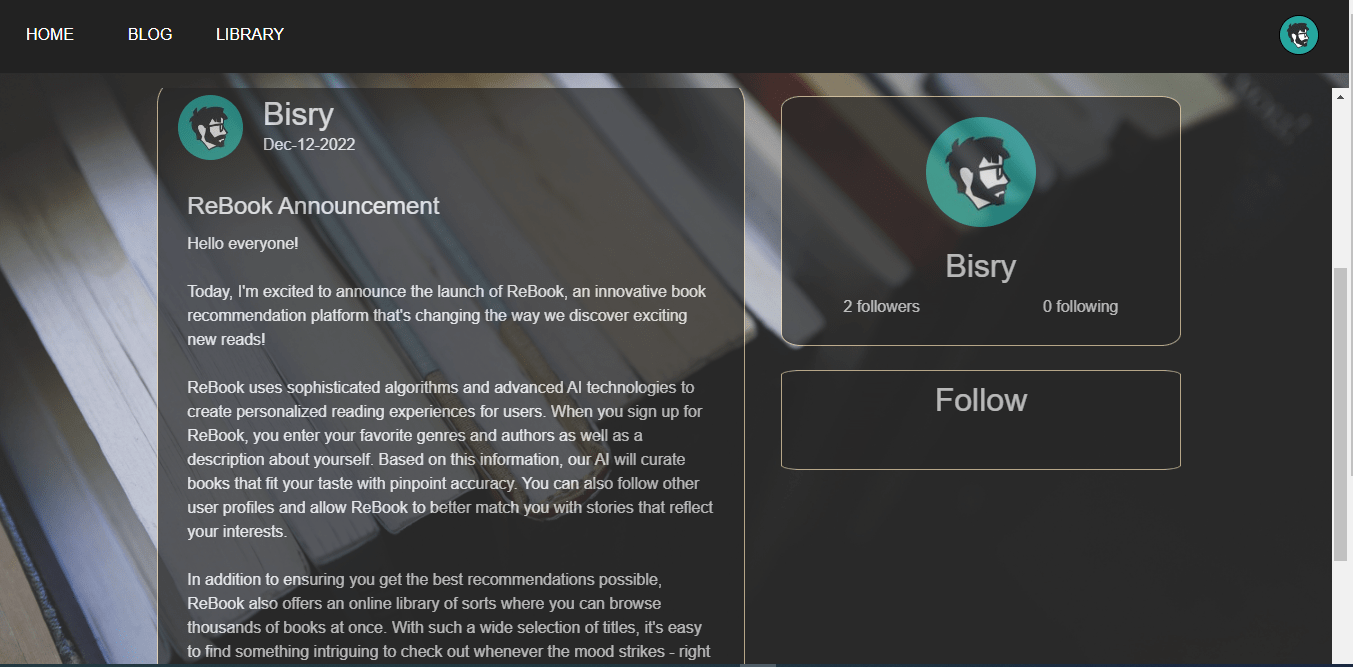 HOME BLOG LIBRARY
Bisry
Dec-12-2022
ReBook Announcement
Hello everyone!
Today, I'm excited to announce the launch of ReBook, an innovative book
recommendation platform that's changing the way we discover exciting
new reads!
ReBook uses sophisticated algorithms and advanced AI technologies to
create personalized reading experiences for users. When you sign up for
ReBook, you enter your favorite genres and authors as well as a
description about yourself. Based on this information, our AI will curate
books that fit your taste with pinpoint accuracy. You can also follow other
user profiles and allow ReBook to better match you with stories that reflect
your interests.
In addition to ensuring you get the best recommendations possible,
ReBook also offers an online library of sorts where you can browse
thousands of books at once. With such a wide selection of titles, it's easy
to find something intriguing to check out whenever the mood strikes - right
Bisry
2 followers 0 following
Follow